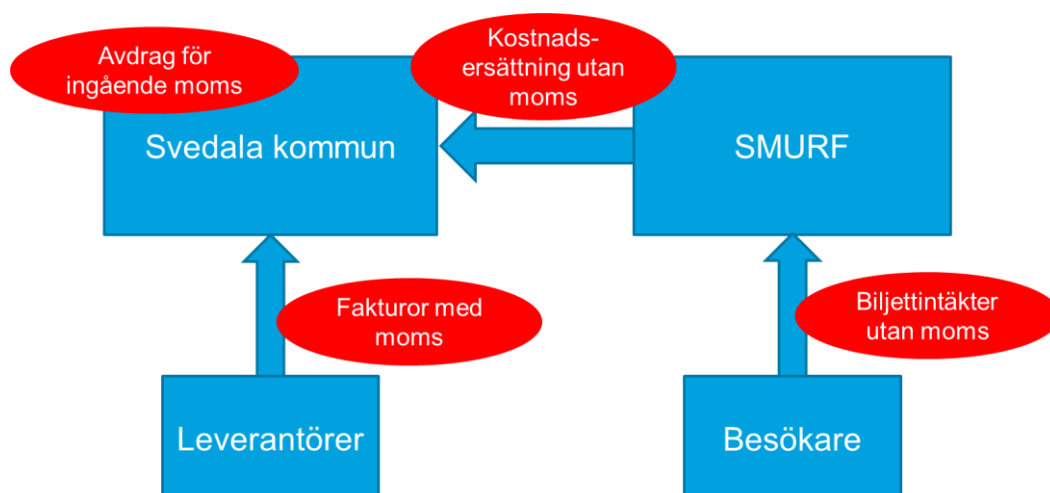 Avdrag för
ingående moms
Kostnads-
ersättning utan
moms
Svedala kommun
SMURF
Fakturor med
moms
Biljettintäkter
utan moms
Leverantörer
Besökare